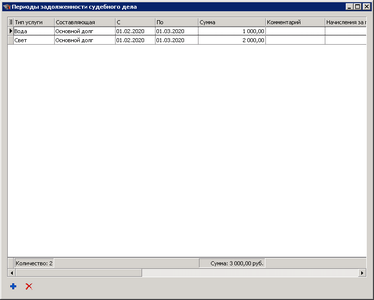 Периоды задолженности судебного дела
Тип услуги Составляющая С По Сумма Комментарий Начисления за
Вода Основной долг 01.02.2020 01.03.2020 1 000,00
Свет Основной долг 01.02.2020 01.03.2020 2 000,00
Количество: 2 Сумма: 3 000,00 руб.